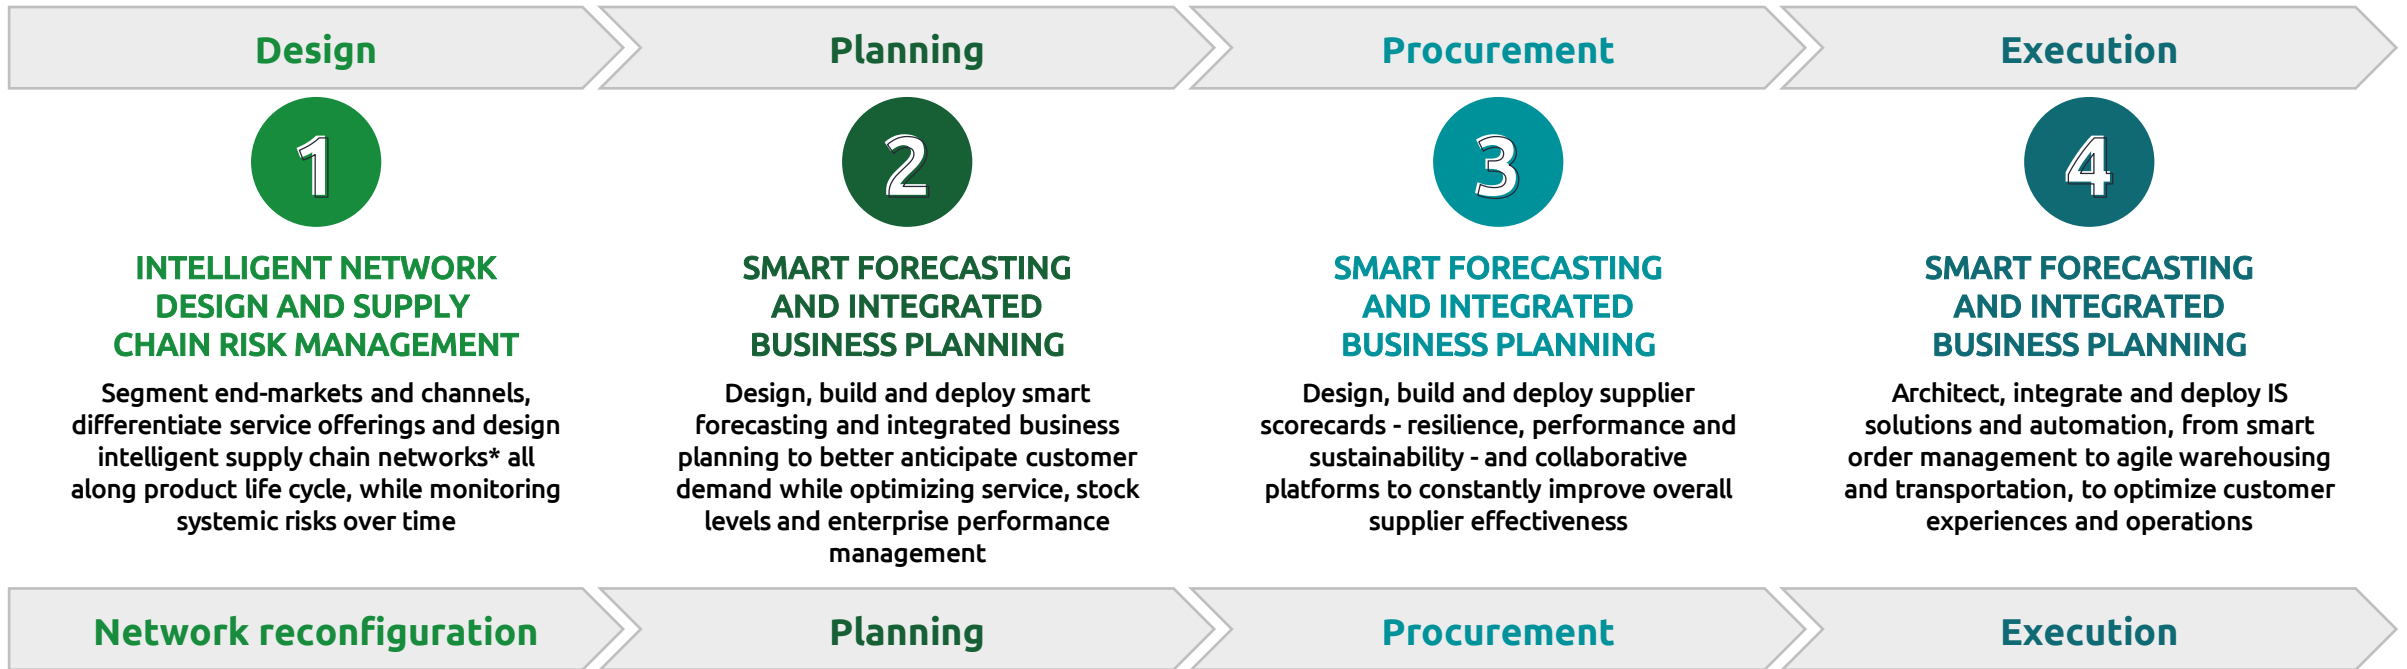 Design
Planning
Procurement
Execution
1
INTELLIGENT NETWORK
DESIGN AND SUPPLY
CHAIN RISK MANAGEMENT
Segment end-markets and channels,
differentiate service offerings and design
intelligent supply chain networks* all
along product life cycle, while monitoring
systemic risks over time
2
SMART FORECASTING
AND INTEGRATED
BUSINESS PLANNING
Design, build and deploy smart
forecasting and integrated business
planning to better anticipate customer
demand while optimizing service, stock
levels and enterprise performance
management
3
SMART FORECASTING
AND INTEGRATED
BUSINESS PLANNING
Design, build and deploy supplier
scorecards - resilience, performance and
sustainability - and collaborative
platforms to constantly improve overall
supplier effectiveness
4
SMART FORECASTING
AND INTEGRATED
BUSINESS PLANNING
Architect, integrate and deploy IS
solutions and automation, from smart
order management to agile warehousing
and transportation, to optimize customer
experiences and operations
Network reconfiguration
Planning
Procurement
Execution